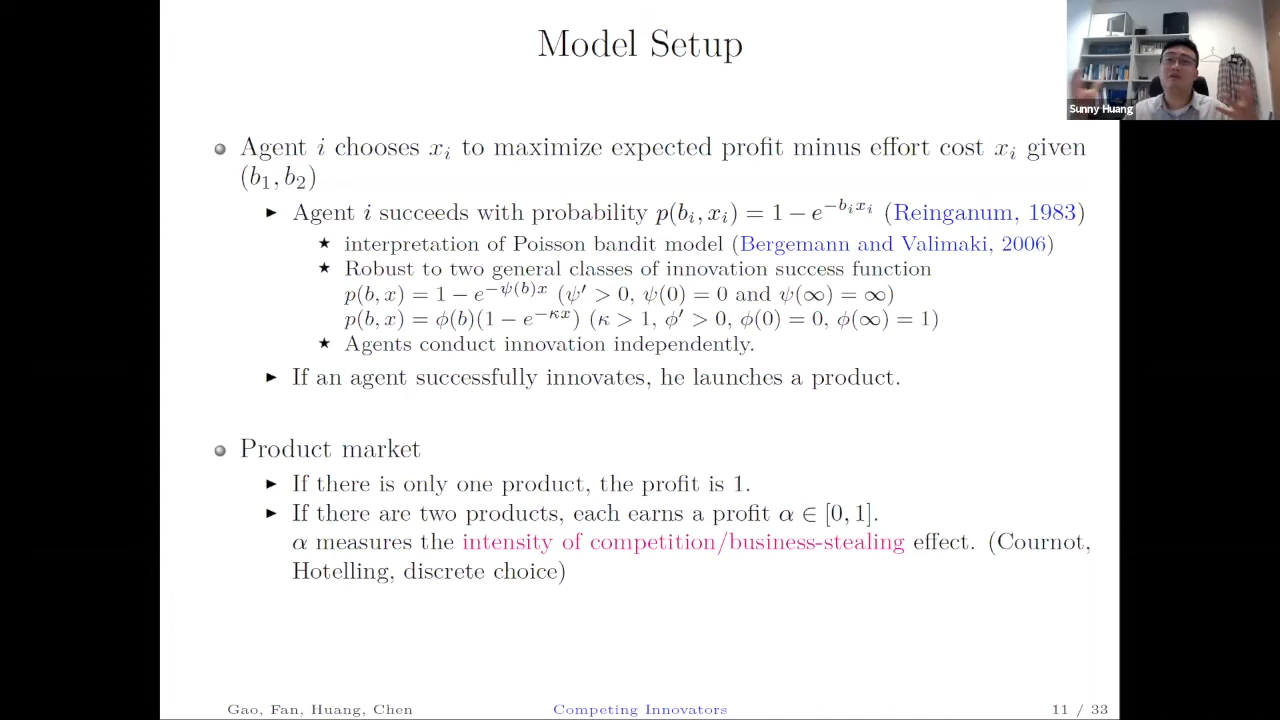 Model Setup
Sunny Huang
Agent i chooses x_i to maximize expected profit minus effort cost x_i given
(b_1, b_2)
Agent i succeeds with probability p(b_i, x_i) = 1 − e^{−b_i x_i} (Reinganum, 1983)
interpretation of Poisson bandit model (Bergemann and Valimaki, 2006)
Robust to two general classes of innovation success function
p(b, x) = 1 − e^{−ψ(b)x} (ψ′ > 0, ψ(0) = 0 and ψ(∞) = ∞)
p(b, x) = ϕ(b)(1 − e^{−κx}) (κ > 1, ϕ′ > 0, ϕ(0) = 0, ϕ(∞) = 1)
Agents conduct innovation independently.
If an agent successfully innovates, he launches a product.
Product market
If there is only one product, the profit is 1.
If there are two products, each earns a profit α ∈ [0, 1].
α measures the intensity of competition/business-stealing effect. (Cournot,
Hotelling, discrete choice)
Gao, Fan, Huang, Chen
Competing Innovators
11 / 33